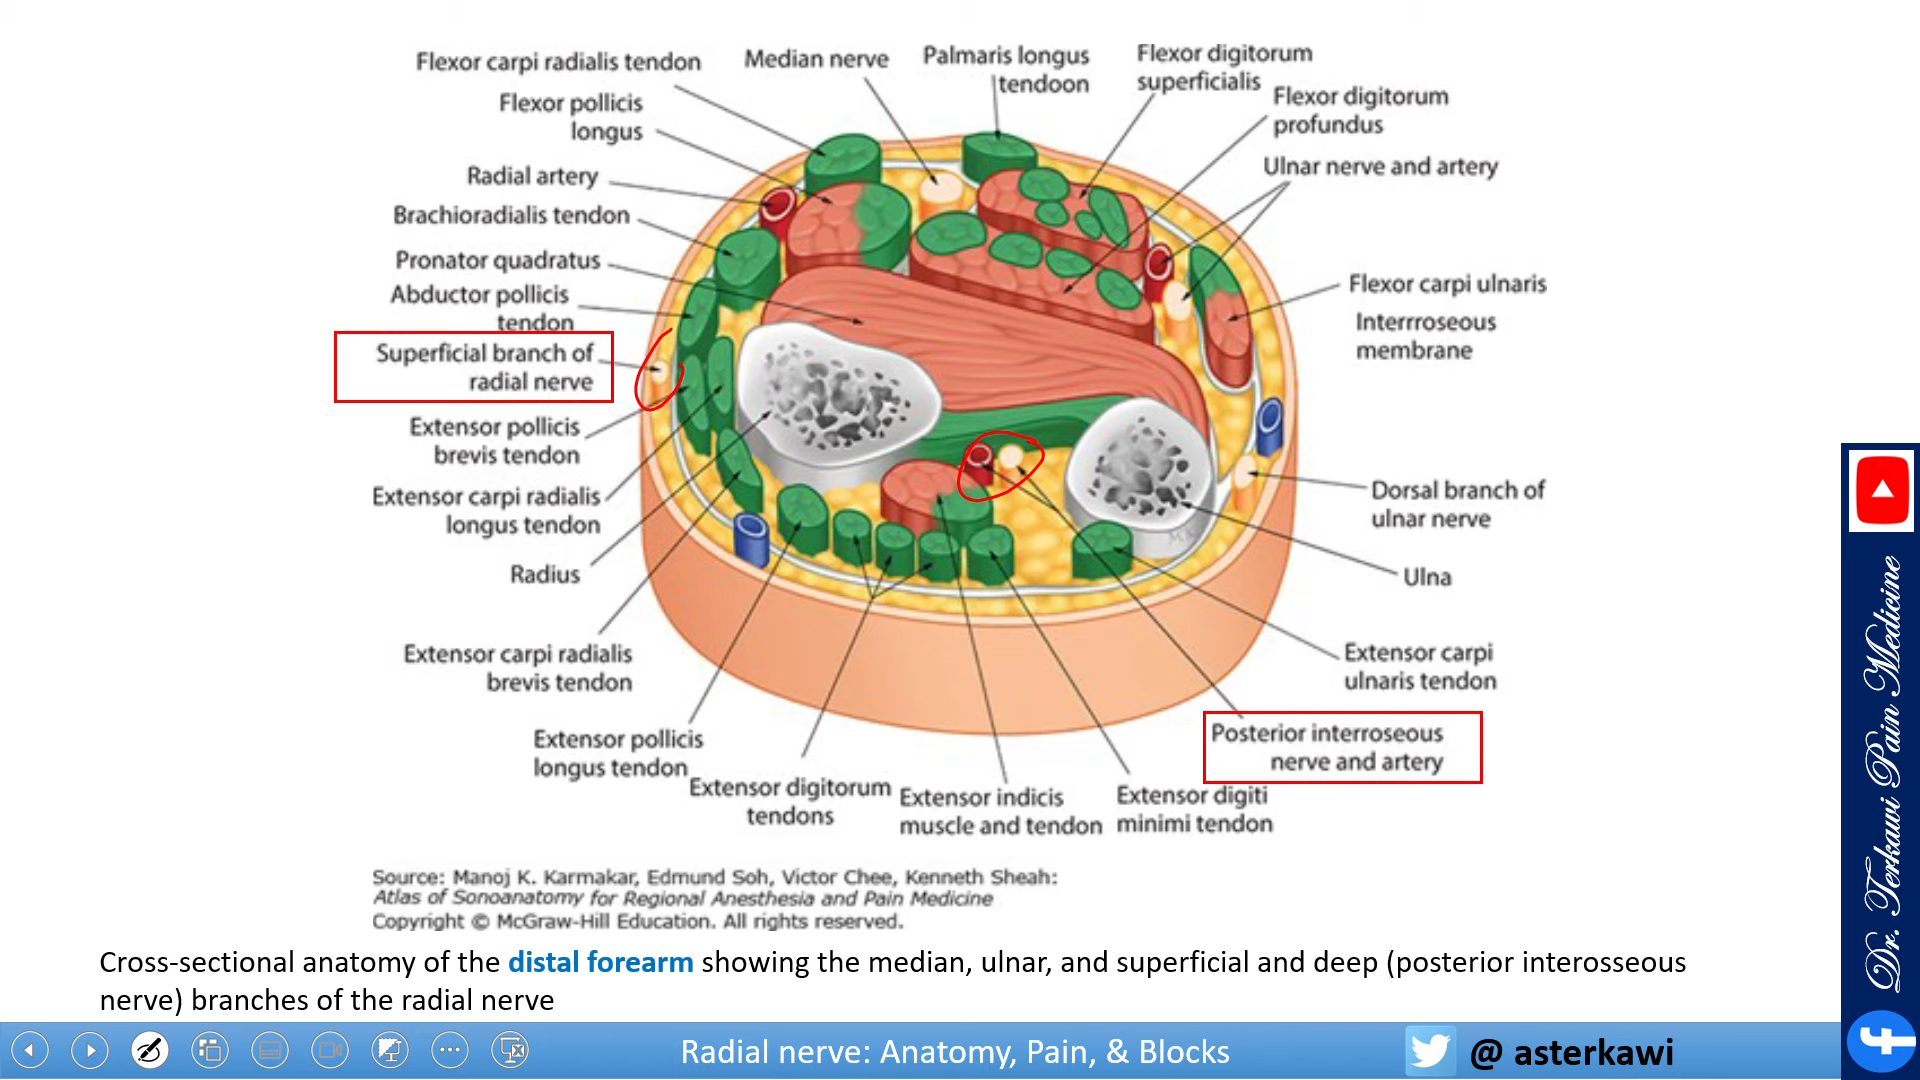 Flexor carpi radialis tendon
Median nerve
Palmaris longus
tendoon
Flexor digitorum
superficialis
Flexor pollicis
longus
Flexor digitorum
profundus
Radial artery
Ulnar nerve and artery
Brachioradialis tendon
Pronator quadratus
Abductor pollicis
tendon
Flexor carpi ulnaris
Interrroseous
membrane
Superficial branch of
radial nerve
Extensor pollicis
brevis tendon
Extensor carpi radialis
longus tendon
Dorsal branch of
ulnar nerve
Radius
Ulna
Extensor carpi radialis
brevis tendon
Extensor carpi
ulnaris tendon
Extensor pollicis
longus tendon
Posterior interroseous
nerve and artery
Extensor digitorum
tendons
Extensor indicis
muscle and tendon
Extensor digiti
minimi tendon
Source: Manoj K. Karmakar, Edmund Soh, Victor Chee, Kenneth Sheah:
Atlas of Sonoanatomy for Regional Anesthesia and Pain Medicine
Copyright © McGraw-Hill Education. All rights reserved.
Cross-sectional anatomy of the distal forearm showing the median, ulnar, and superficial and deep (posterior interosseous
nerve) branches of the radial nerve
Radial nerve: Anatomy, Pain, & Blocks
@ asterkawi
Dr. Terkawi Pain Medicine